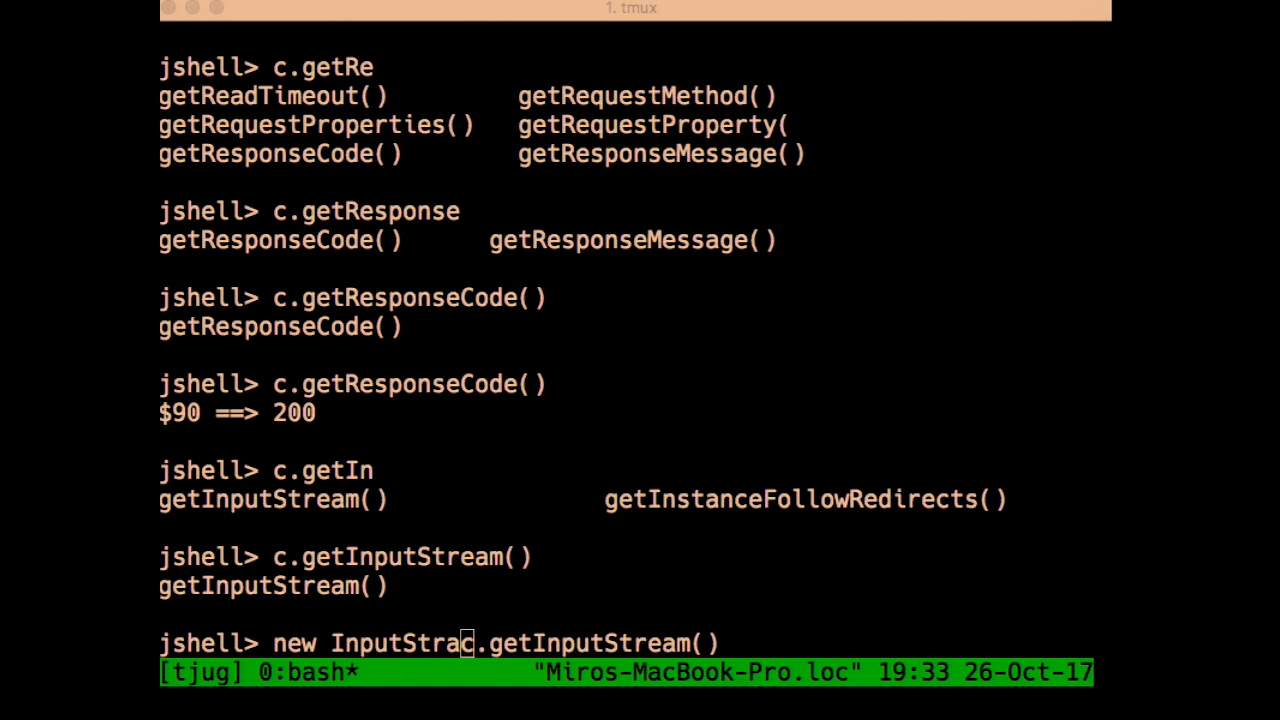 1. tmux
jshell> c.getRe
getReadTimeout() getRequestMethod()
getRequestProperties() getRequestProperty(
getResponseCode() getResponseMessage()
jshell> c.getResponse
getResponseCode() getResponseMessage()
jshell> c.getResponseCode()
getResponseCode()
jshell> c.getResponseCode()
$90 ==> 200
jshell> c.getIn
getInputStream() getInstanceFollowRedirects()
jshell> c.getInputStream()
getInputStream()
jshell> new InputStrac.getInputStream()
[tjug] 0:bash* "Miros-MacBook-Pro.loc" 19:33 26-Oct-17